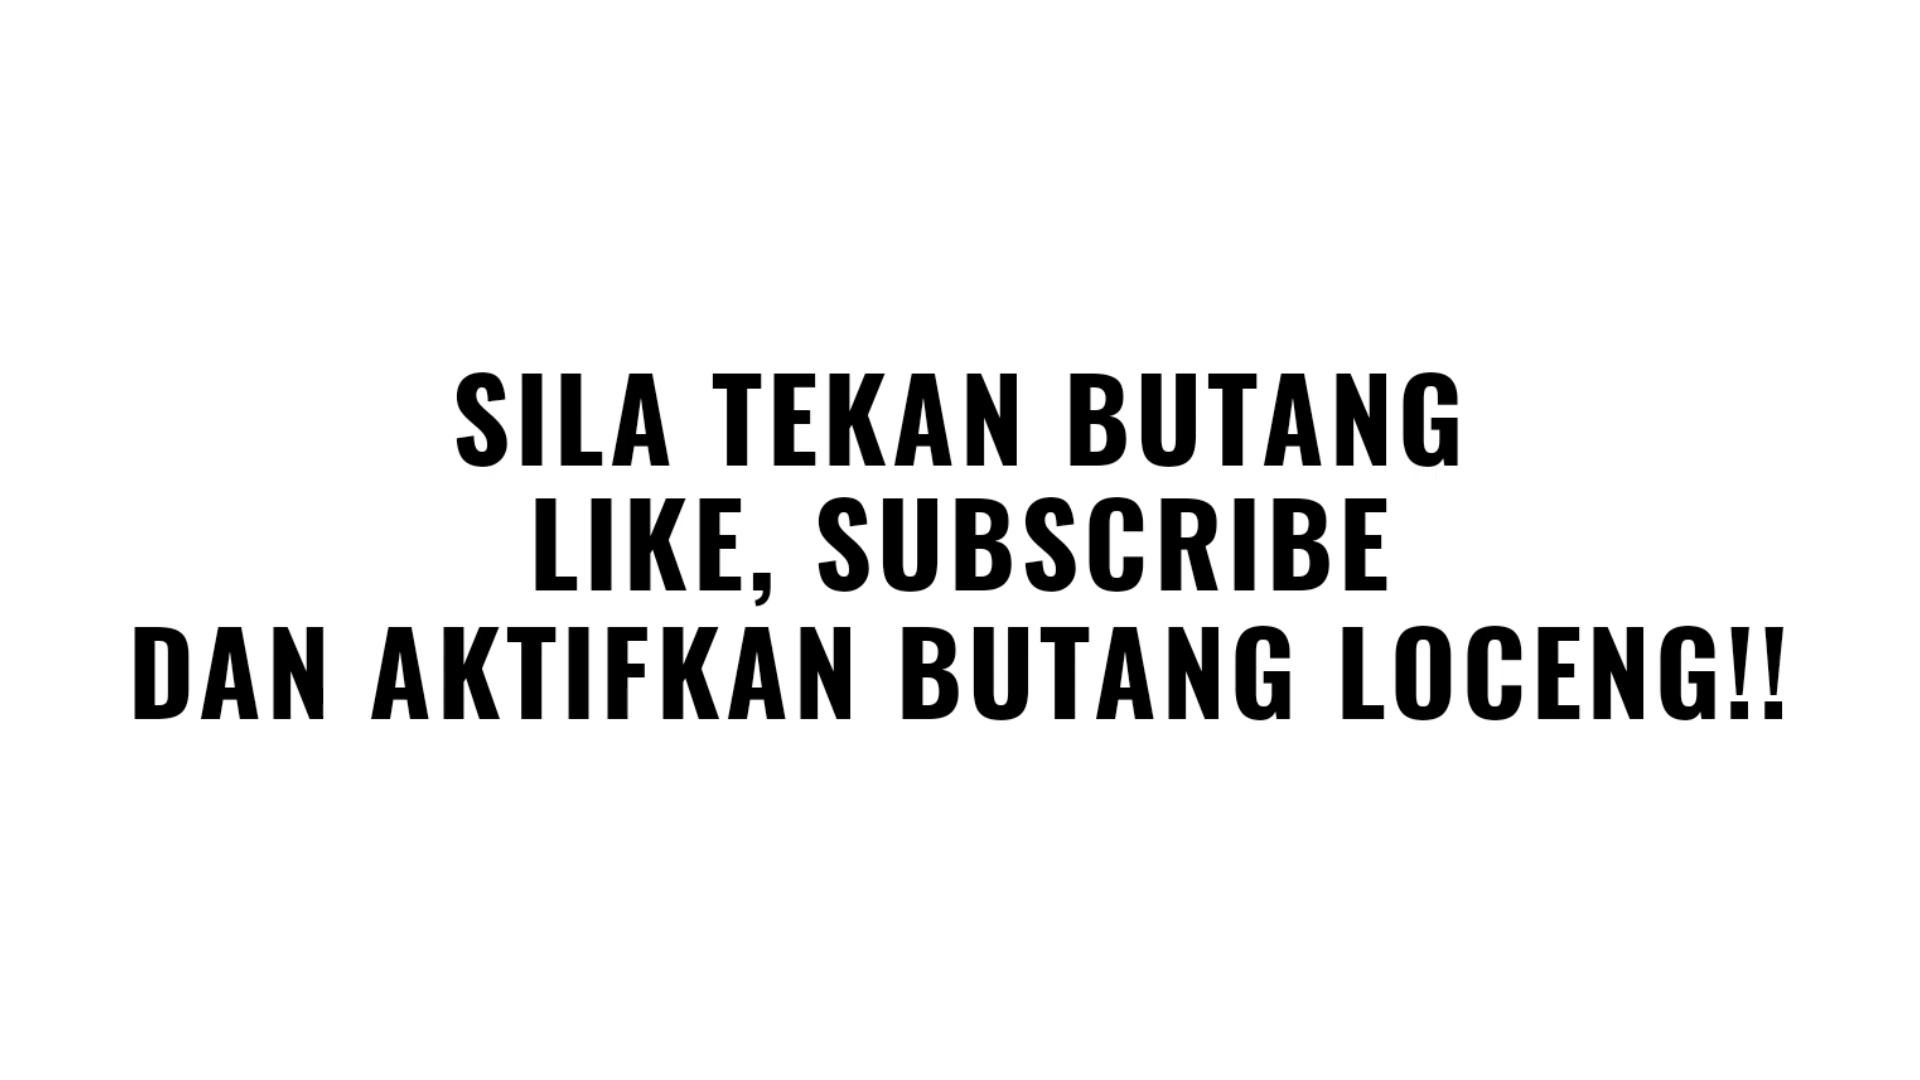 SILA TEKAN BUTANG
LIKE, SUBSCRIBE
DAN AKTIFKAN BUTANG LOCENG!!